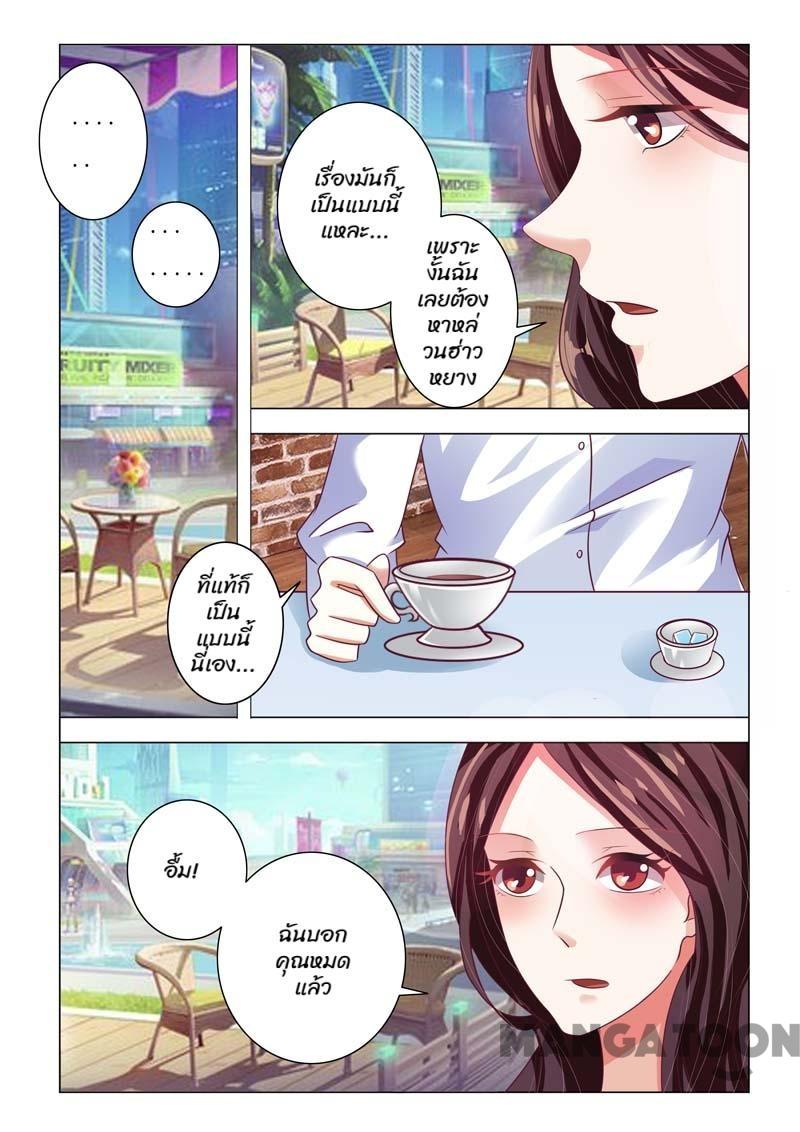 ....
..
...
.....
เรื่องมันก็
เป็นแบบนี้
แหละ...
เพราะ
งั้นฉัน
เลยต้อง
หาหล่
วนฮ่าว
หยาง
MIXER
RUITY MIXER
ที่แท้ก็
เป็น
แบบนี้
นี่เอง...
อื้ม!
ฉันบอก
คุณหมด
แล้ว
MANGATOON